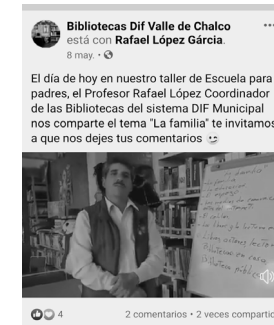 Bibliotecas Dif Valle de Chalco
está con Rafael López Gárcia.
8 may. ·
El día de hoy en nuestro taller de Escuela para
padres, el Profesor Rafael López Coordinador
de las Bibliotecas del sistema DIF Municipal
nos comparte el tema "La familia" te invitamos
a que nos dejes tus comentarios
4
2 comentarios • 2 veces compartid